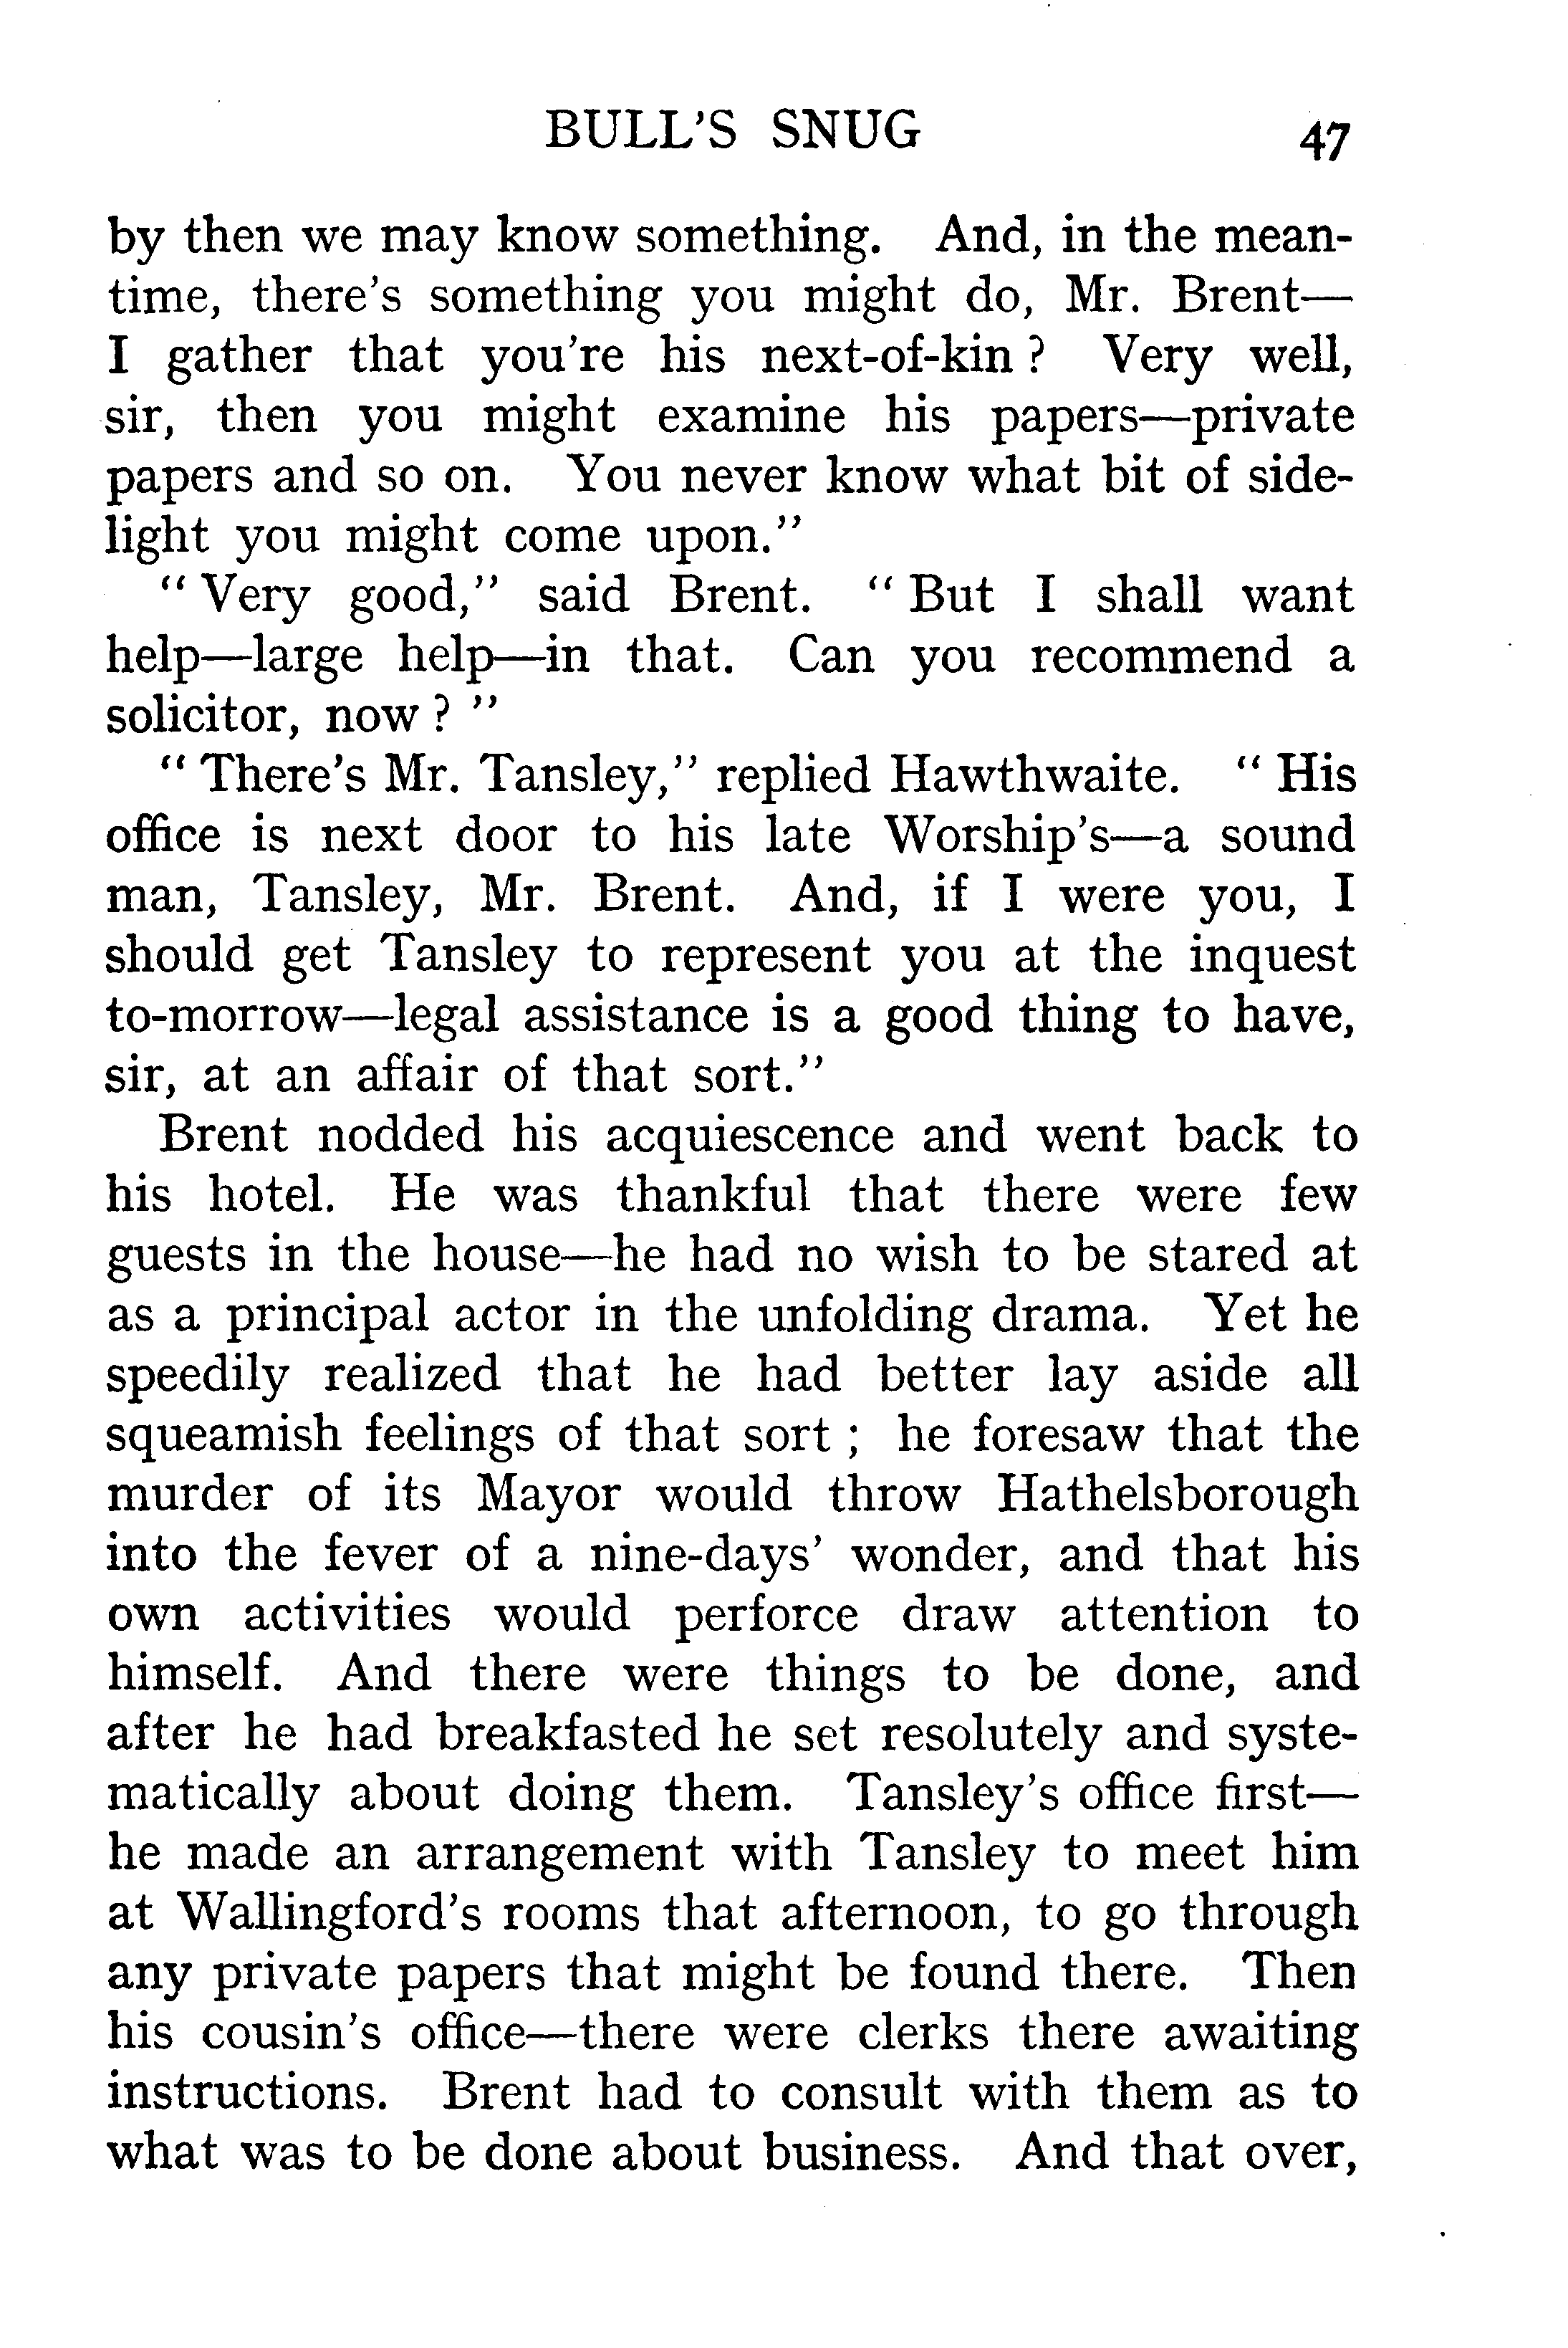 BULL'S SNUG 47
by then we may know something. And, in the mean-
time, there's something you might do, Mr. Brent—
I gather that you're his next-of-kin ? Very well,
sir, then you might examine his papers—private
papers and so on. You never know what bit of side-
light you might come upon."
" Very good," said Brent. " But I shall want
help—large help—in that. Can you recommend a
solicitor, now ? "
" There's Mr. Tansley," replied Hawthwaite. " His
office is next door to his late Worship's—a sound
man, Tansley, Mr. Brent. And, if I were you, I
should get Tansley to represent you at the inquest
to-morrow—legal assistance is a good thing to have,
sir, at an affair of that sort."
Brent nodded his acquiescence and went back to
his hotel. He was thankful that there were few
guests in the house—he had no wish to be stared at
as a principal actor in the unfolding drama. Yet he
speedily realized that he had better lay aside all
squeamish feelings of that sort ; he foresaw that the
murder of its Mayor would throw Hathelsborough
into the fever of a nine-days' wonder, and that his
own activities would perforce draw attention to
himself. And there were things to be done, and
after he had breakfasted he set resolutely and syste-
matically about doing them. Tansley's office first—
he made an arrangement with Tansley to meet him
at Wallingford's rooms that afternoon, to go through
any private papers that might be found there. Then
his cousin's office—there were clerks there awaiting
instructions. Brent had to consult with them as to
what was to be done about business. And that over,